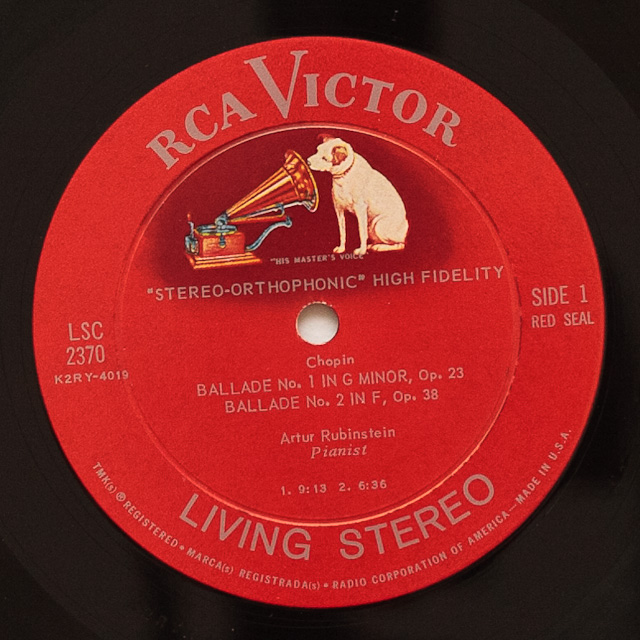 RCA VICTOR
"HIS MASTER'S VOICE"
"STEREO-ORTHOPHONIC" HIGH FIDELITY
LSC
2370
K2RY-4019
SIDE 1
RED SEAL
Chopin
BALLADE No. 1 IN G MINOR, Op. 23
BALLADE No. 2 IN F, Op. 38
Artur Rubinstein
Pianist
1. 9:13 2. 6:36
LIVING STEREO
TMK(s) ® REGISTERED • MARCA(s) REGISTRADA(s) • RADIO CORPORATION OF AMERICA—MADE IN U.S.A.